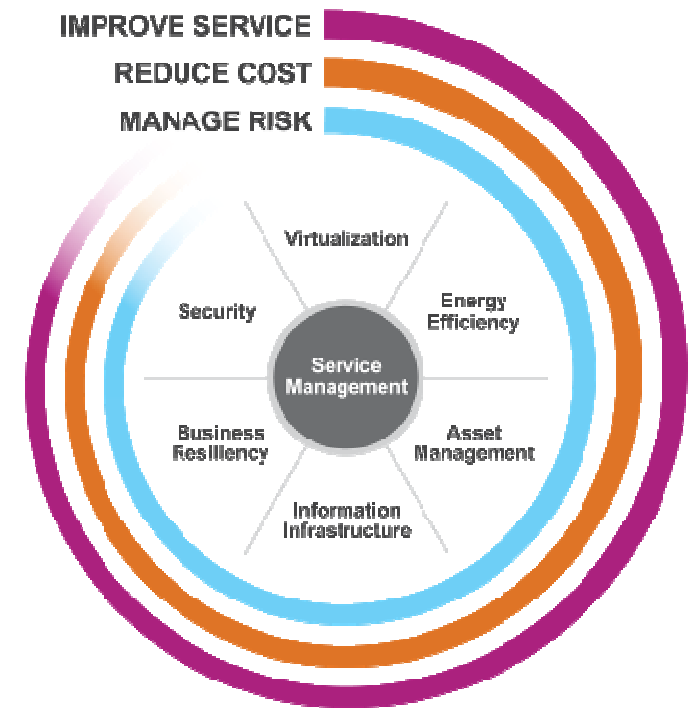 IMPROVE SERVICE
REDUCE COST
MANAGE RISK
Virtualization
Energy
Efficiency
Security
Service
Management
Business
Resiliency
Asset
Management
Information
Infrastructure